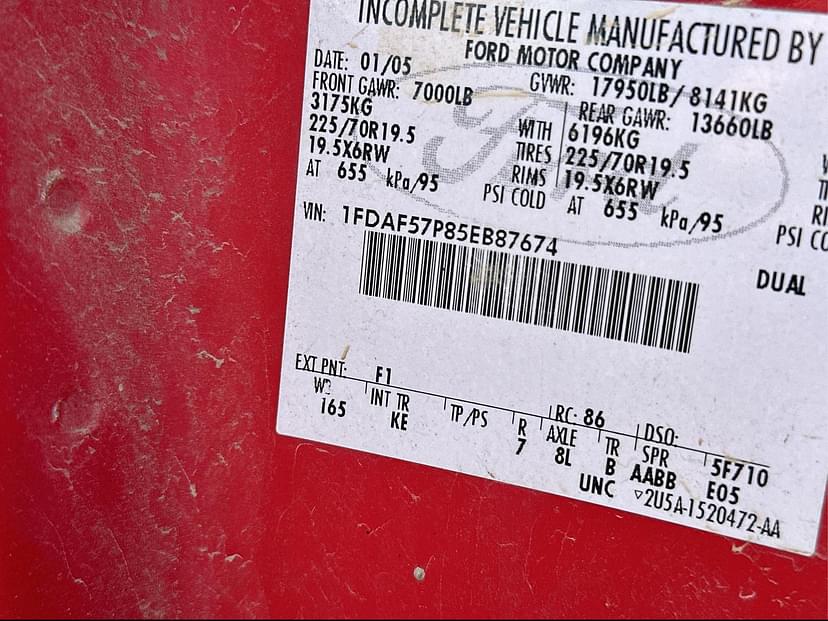 INCOMPLETE VEHICLE MANUFACTURED BY
FORD MOTOR COMPANY
DATE: 01/05 GVWR: 17950LB/8141KG
FRONT GAWR: 7000LB REAR GAWR: 13660LB
3175KG WITH 6196KG
225/70R19.5 TIRES 225/70R19.5
19.5X6RW RIMS 19.5X6RW
AT 655 kPa/95 PSI COLD AT 655 kPa/95 PSI CO
VIN: 1FDAF57P85EB87674
DUAL
EXT PNT: F1 RC: 86 DSO:
WB INT TR TP/PS R AXLE TR SPR 5F710
165 KE 7 8L B AABB E05
UNC ▽2U5A-1520472-AA